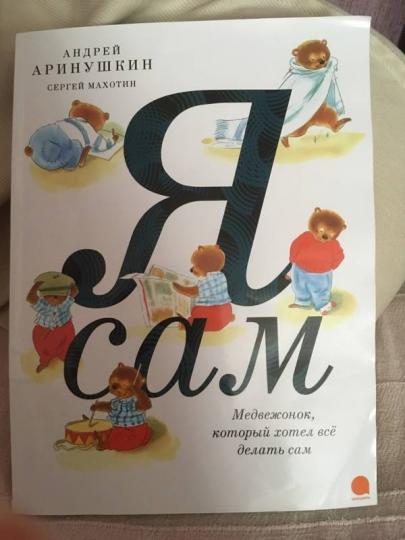 АНДРЕЙ
АРИНУШКИН
СЕРГЕЙ МАХОТИН
Я
сам
Медвежонок,
который хотел всё
делать сам